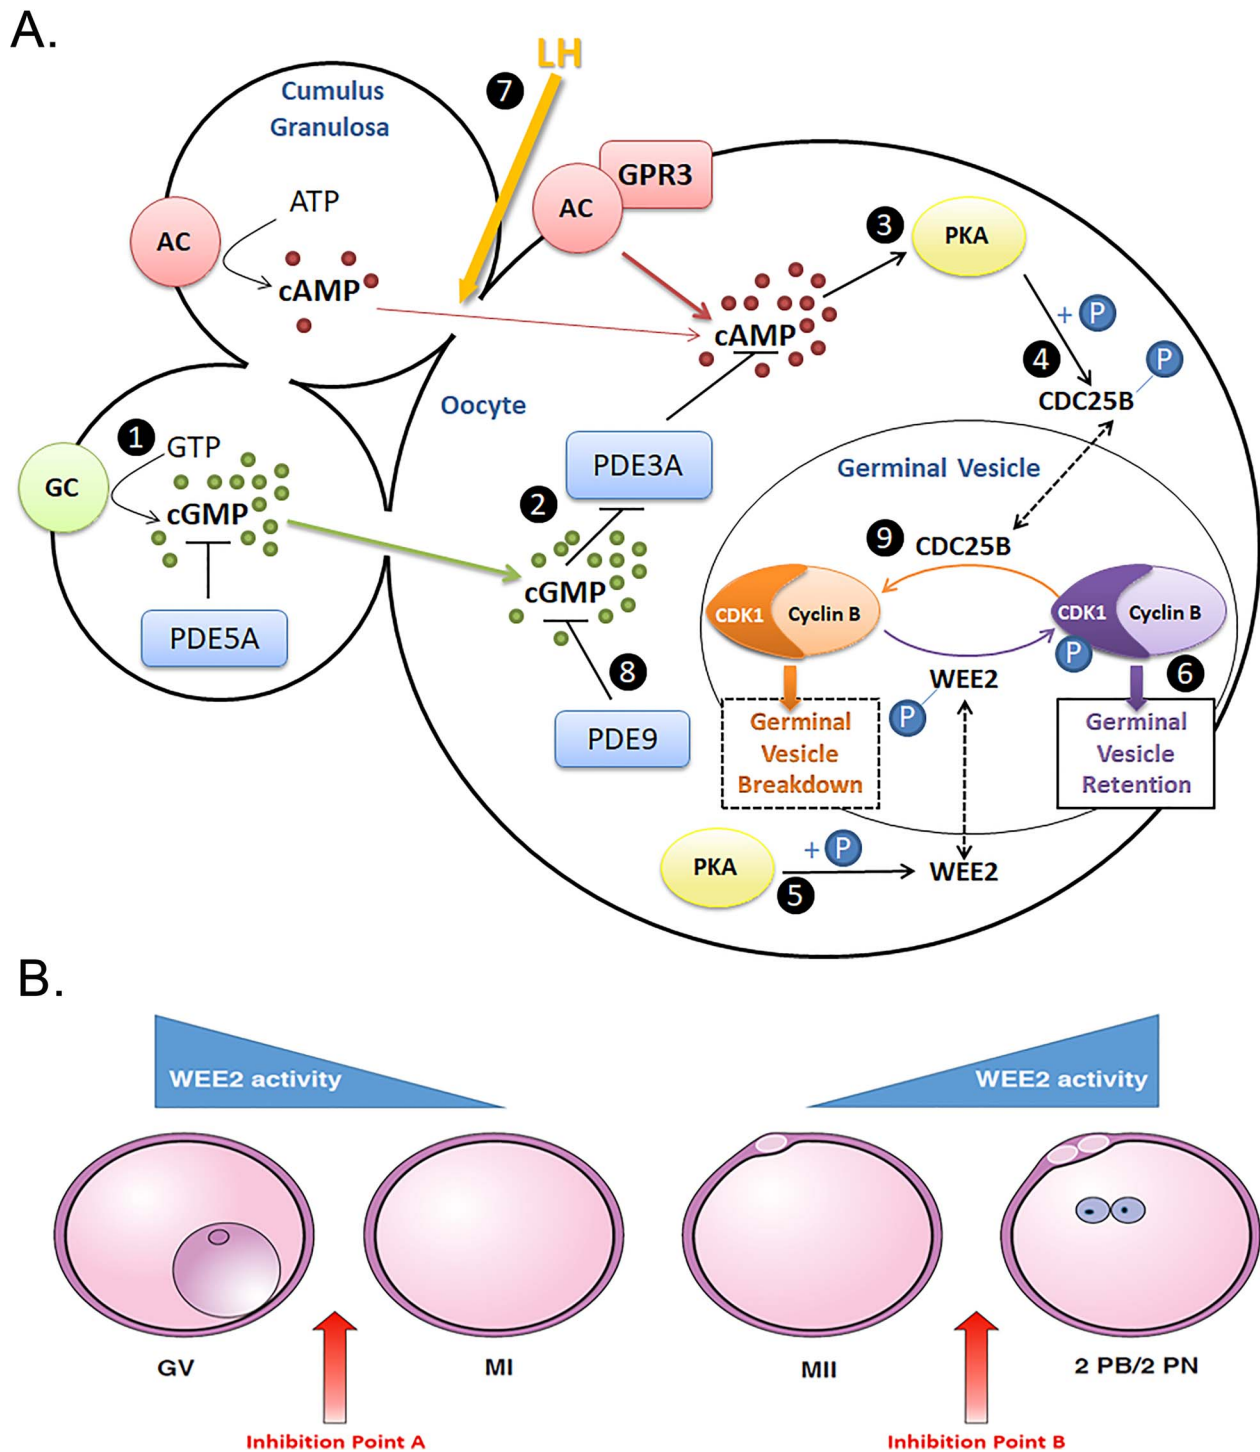 A.
LH
7
Cumulus
Granulosa
GPR3
AC
ATP
AC
cAMP
3
PKA
cAMP
+ P
4
P
CDC25B
Oocyte
1
GTP
GC
cGMP
PDE3A
2
Germinal Vesicle
9
CDC25B
cGMP
CDK1
Cyclin B
CDK1
Cyclin B
P
PDE5A
8
6
WEE2
P
PDE9
Germinal
Vesicle
Breakdown
Germinal
Vesicle
Retention
PKA
+ P
5
WEE2
B.
WEE2 activity
WEE2 activity
GV
MI
MII
2 PB/2 PN
Inhibition Point A
Inhibition Point B